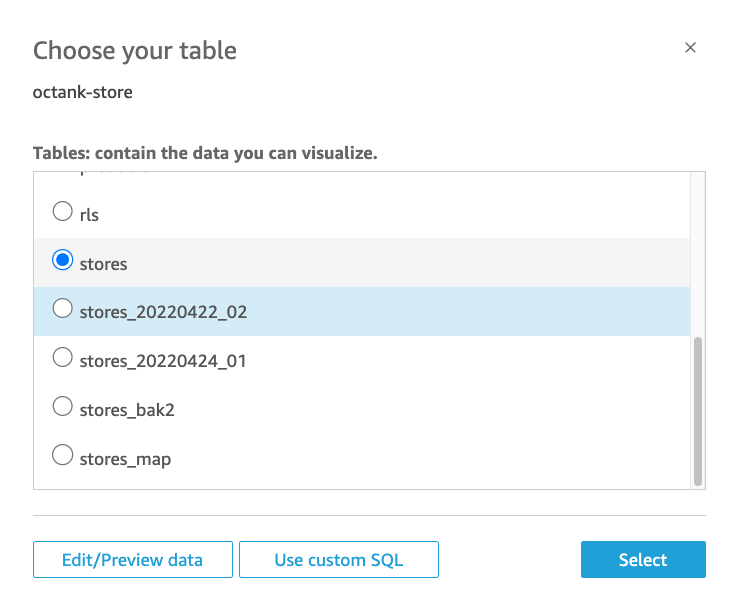 Choose your table
octank-store
Tables: contain the data you can visualize.
rls
stores
stores_20220422_02
stores_20220424_01
stores_bak2
stores_map
Edit/Preview data
Use custom SQL
Select